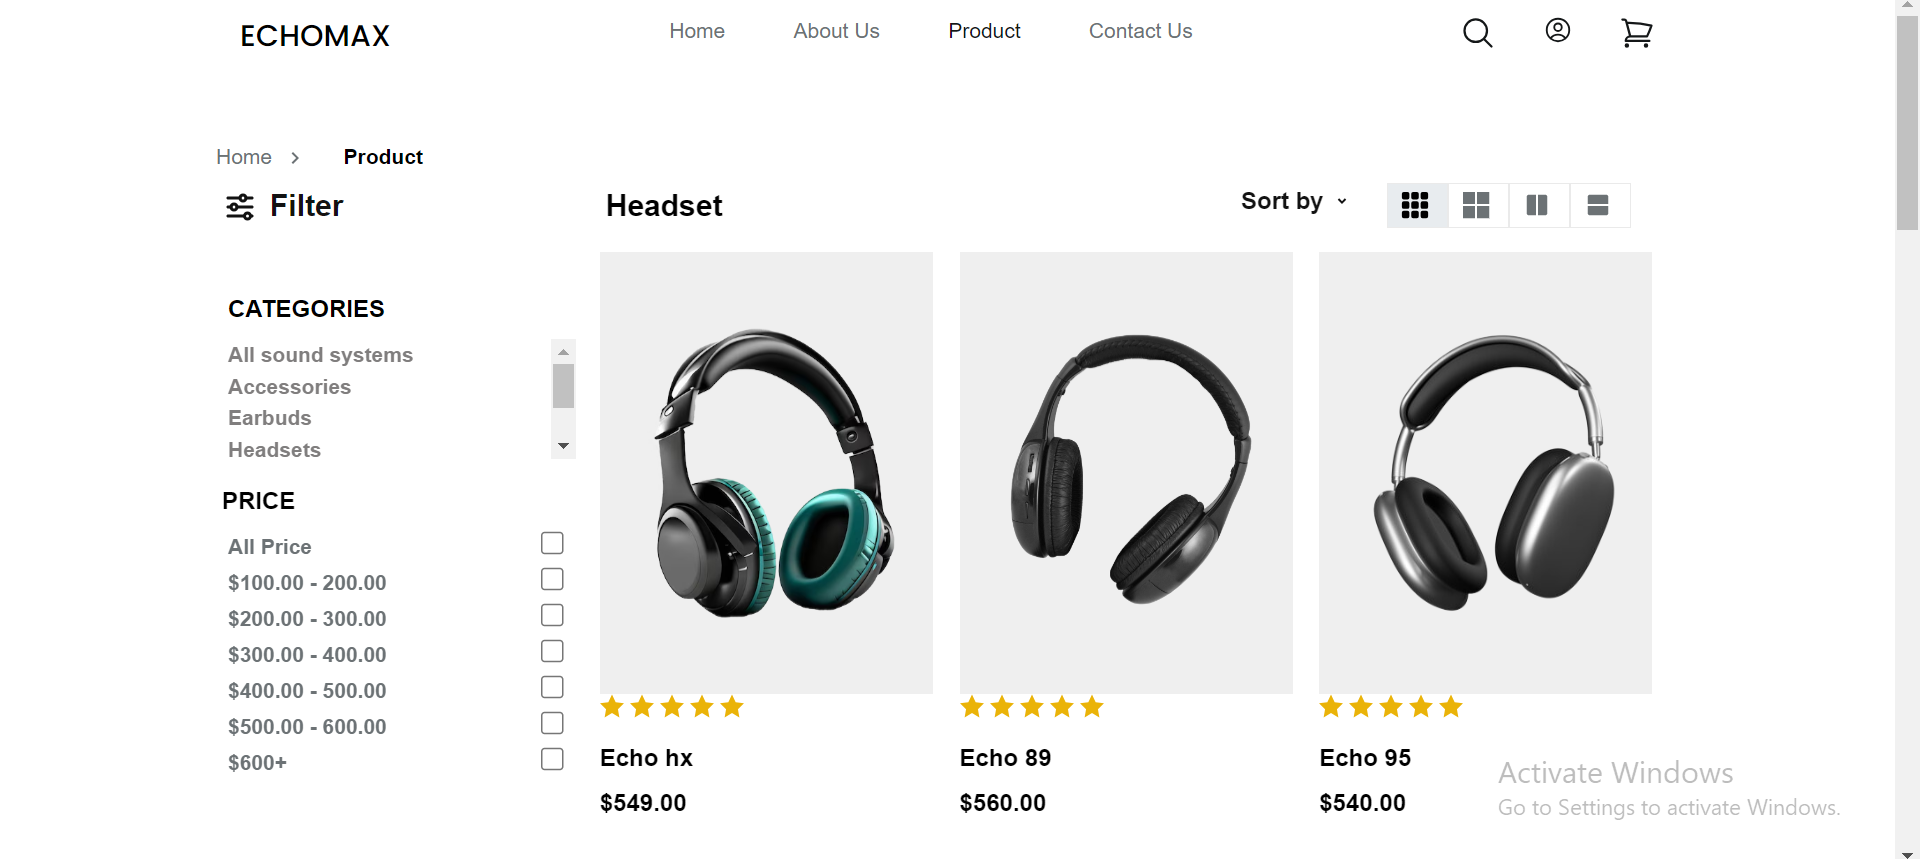 ECHOMAX
Home
About Us
Product
Contact Us
Home
Product
Filter
Headset
Sort by
CATEGORIES
All sound systems
Accessories
Earbuds
Headsets
PRICE
All Price
$100.00 - 200.00
$200.00 - 300.00
$300.00 - 400.00
$400.00 - 500.00
$500.00 - 600.00
$600+
Echo hx
$549.00
Echo 89
$560.00
Echo 95
$540.00
Activate Windows
Go to Settings to activate Windows.